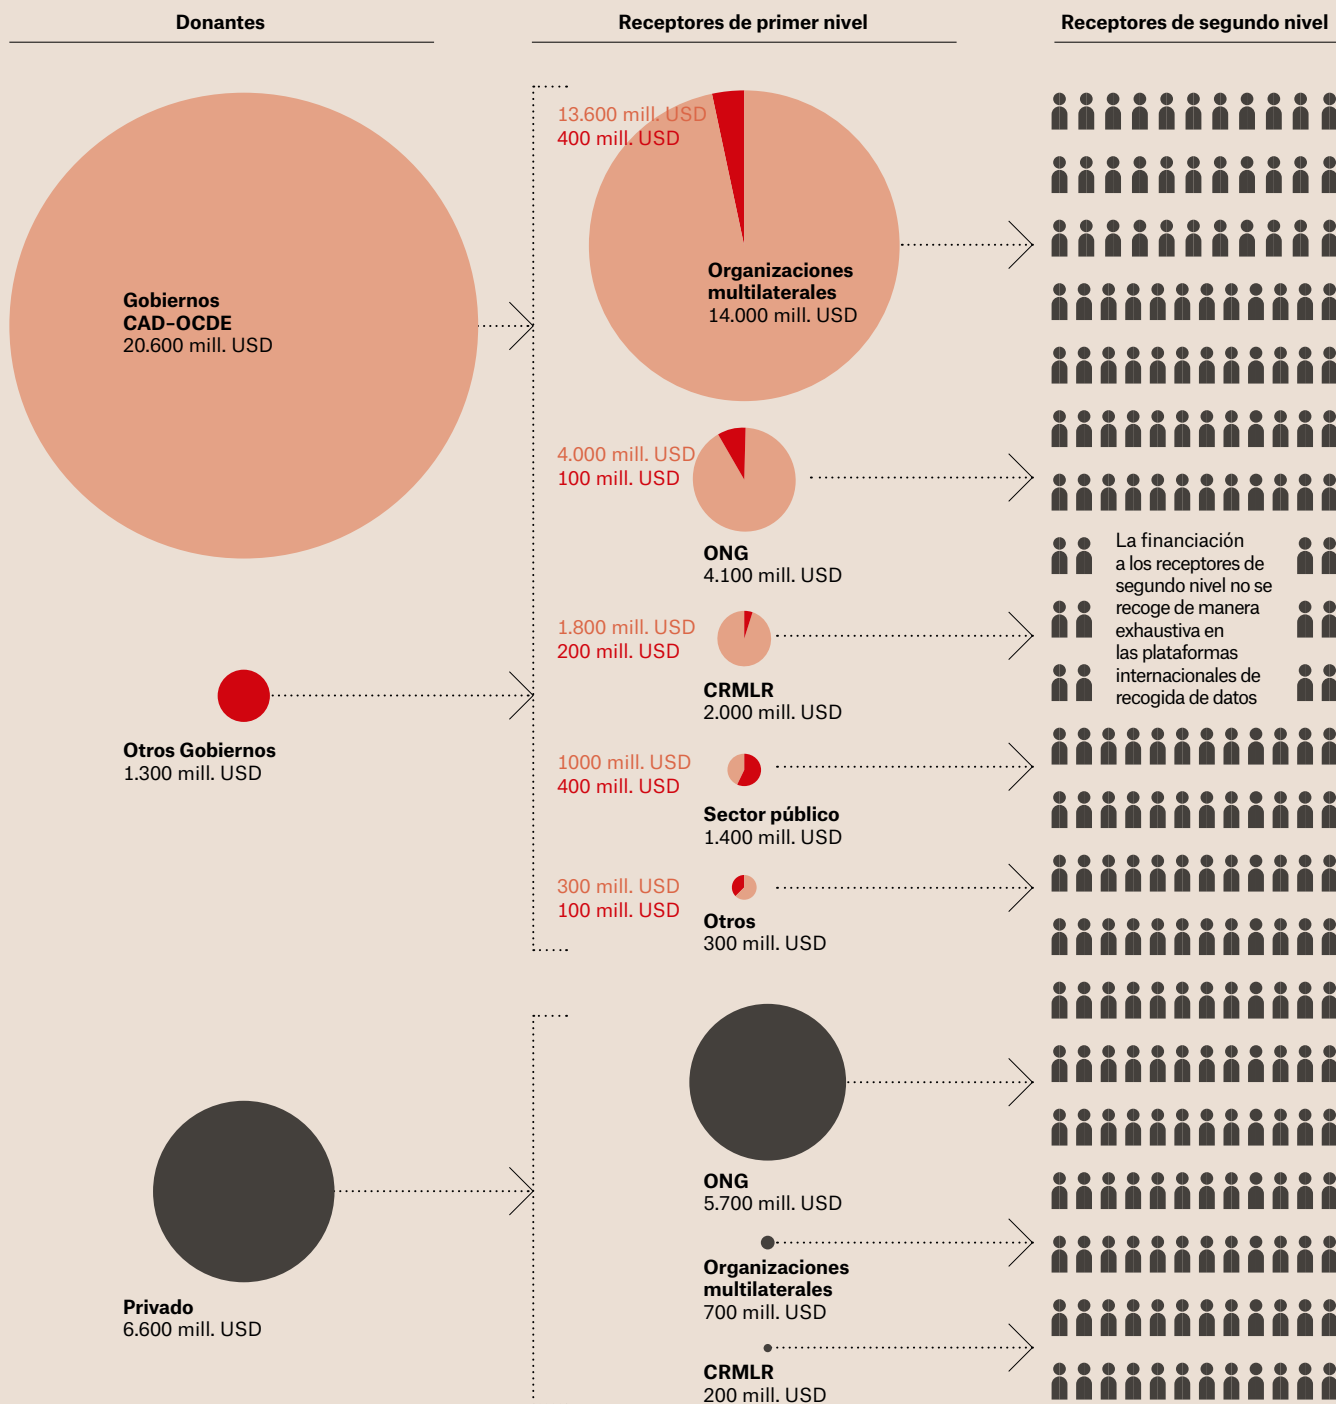 Donantes
Receptores de primer nivel
Receptores de segundo nivel
Gobiernos
CAD-OCDE
20.600 mill. USD
Otros Gobiernos
1.300 mill. USD
Privado
6.600 mill. USD
13.600 mill. USD
400 mill. USD
Organizaciones
multilaterales
14.000 mill. USD
4.000 mill. USD
100 mill. USD
ONG
4.100 mill. USD
1.800 mill. USD
200 mill. USD
CRMLR
2.000 mill. USD
1000 mill. USD
400 mill. USD
Sector público
1.400 mill. USD
300 mill. USD
100 mill. USD
Otros
300 mill. USD
ONG
5.700 mill. USD
Organizaciones
multilaterales
700 mill. USD
CRMLR
200 mill. USD
La financiación
a los receptores de
segundo nivel no se
recoge de manera
exhaustiva en
las plataformas
internacionales de
recogida de datos